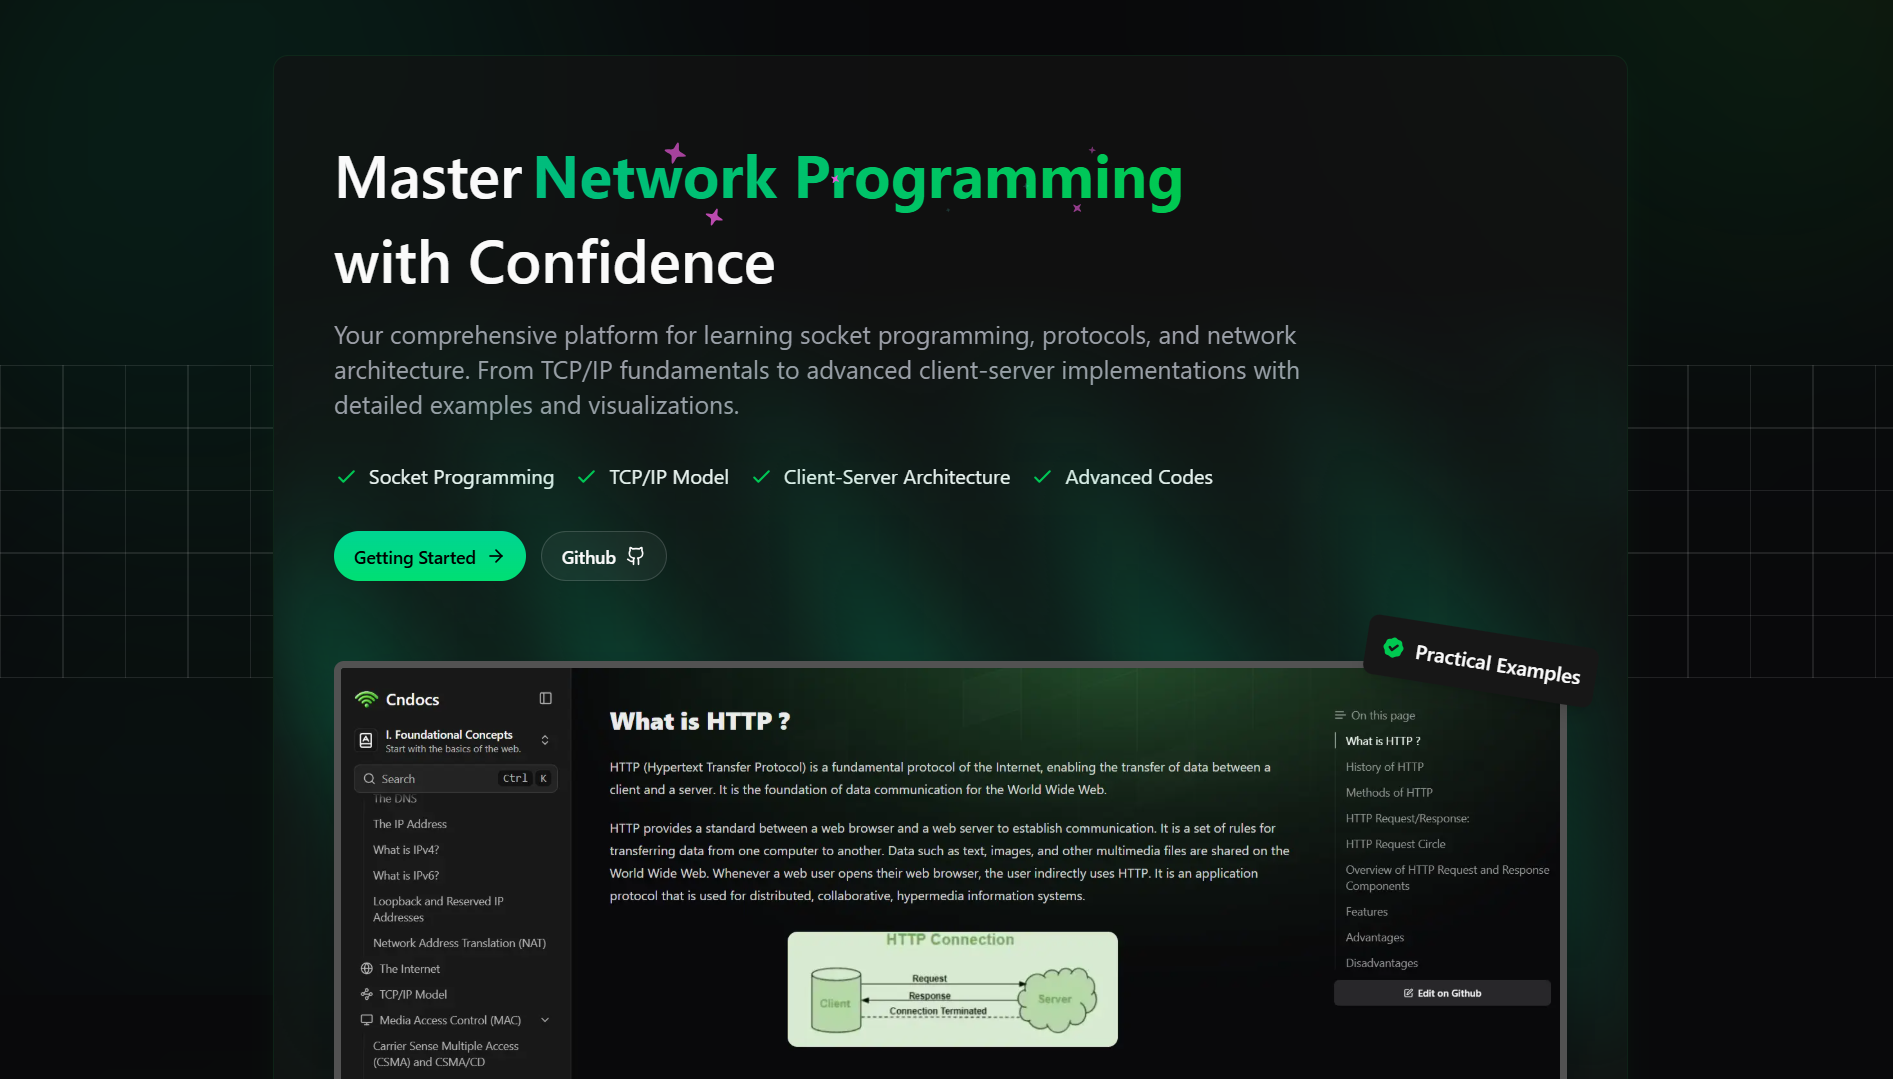 Master Network Programming
with Confidence
Your comprehensive platform for learning socket programming, protocols, and network
architecture. From TCP/IP fundamentals to advanced client-server implementations with
detailed examples and visualizations.
Socket Programming TCP/IP Model Client-Server Architecture Advanced Codes
Getting Started Github
Practical Examples
Cndocs
I. Foundational Concepts
Start with the basics of the web.
Search Ctrl K
The DNS
The IP Address
What is IPv4?
What is IPv6?
Loopback and Reserved IP
Addresses
Network Address Translation (NAT)
The Internet
TCP/IP Model
Media Access Control (MAC)
Carrier Sense Multiple Access
(CSMA) and CSMA/CD
What is HTTP ?
HTTP (Hypertext Transfer Protocol) is a fundamental protocol of the Internet, enabling the transfer of data between a
client and a server. It is the foundation of data communication for the World Wide Web.
HTTP provides a standard between a web browser and a web server to establish communication. It is a set of rules for
transferring data from one computer to another. Data such as text, images, and other multimedia files are shared on the
World Wide Web. Whenever a web user opens their web browser, the user indirectly uses HTTP. It is an application
protocol that is used for distributed, collaborative, hypermedia information systems.
HTTP Connection
Request
Client
Response
Server
Connection Terminated
On this page
What is HTTP ?
History of HTTP
Methods of HTTP
HTTP Request/Response:
HTTP Request Circle
Overview of HTTP Request and Response
Components
Features
Advantages
Disadvantages
Edit on Github